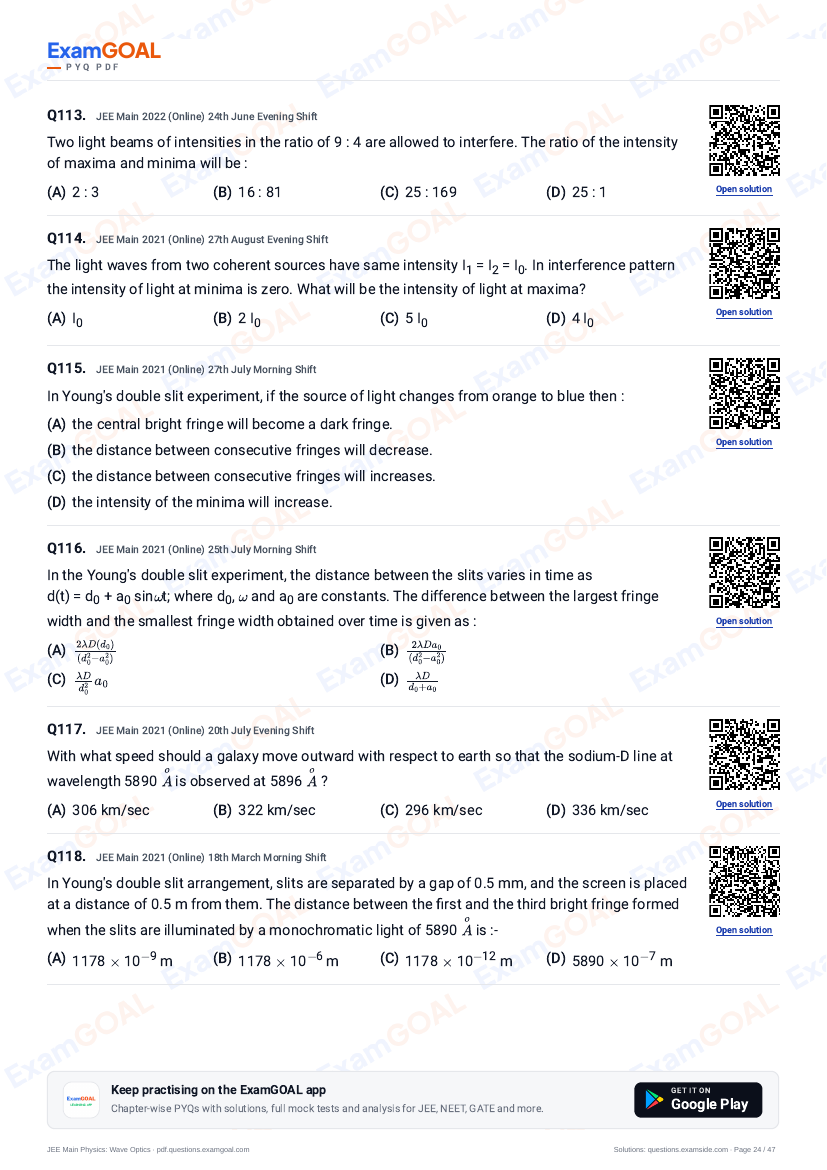 ExamGOAL
PYQ PDF
Q113. JEE Main 2022 (Online) 24th June Evening Shift
Two light beams of intensities in the ratio of 9 : 4 are allowed to interfere. The ratio of the intensity
of maxima and minima will be :
(A) 2 : 3 (B) 16 : 81 (C) 25 : 169 (D) 25 : 1
Open solution
Q114. JEE Main 2021 (Online) 27th August Evening Shift
The light waves from two coherent sources have same intensity I₁ = I₂ = I₀. In interference pattern
the intensity of light at minima is zero. What will be the intensity of light at maxima?
(A) I₀ (B) 2 I₀ (C) 5 I₀ (D) 4 I₀
Open solution
Q115. JEE Main 2021 (Online) 27th July Morning Shift
In Young's double slit experiment, if the source of light changes from orange to blue then :
(A) the central bright fringe will become a dark fringe.
(B) the distance between consecutive fringes will decrease.
(C) the distance between consecutive fringes will increases.
(D) the intensity of the minima will increase.
Open solution
Q116. JEE Main 2021 (Online) 25th July Morning Shift
In the Young's double slit experiment, the distance between the slits varies in time as
d(t) = d₀ + a₀ sinωt; where d₀, ω and a₀ are constants. The difference between the largest fringe
width and the smallest fringe width obtained over time is given as :
(A) 2λD(d₀)/(d₀²−a₀²) (B) 2λDa₀/(d₀²−a₀²)
(C) λD/d₀² a₀ (D) λD/d₀+a₀
Open solution
Q117. JEE Main 2021 (Online) 20th July Evening Shift
With what speed should a galaxy move outward with respect to earth so that the sodium-D line at
wavelength 5890 Å is observed at 5896 Å ?
(A) 306 km/sec (B) 322 km/sec (C) 296 km/sec (D) 336 km/sec
Open solution
Q118. JEE Main 2021 (Online) 18th March Morning Shift
In Young's double slit arrangement, slits are separated by a gap of 0.5 mm, and the screen is placed
at a distance of 0.5 m from them. The distance between the first and the third bright fringe formed
when the slits are illuminated by a monochromatic light of 5890 Å is :-
(A) 1178 × 10⁻⁹ m (B) 1178 × 10⁻⁶ m (C) 1178 × 10⁻¹² m (D) 5890 × 10⁻⁷ m
Open solution
Keep practising on the ExamGOAL app
Chapter-wise PYQs with solutions, full mock tests and analysis for JEE, NEET, GATE and more.
GET IT ON
Google Play
JEE Main Physics: Wave Optics · pdf.questions.examgoal.com
Solutions: questions.examside.com · Page 24 / 47